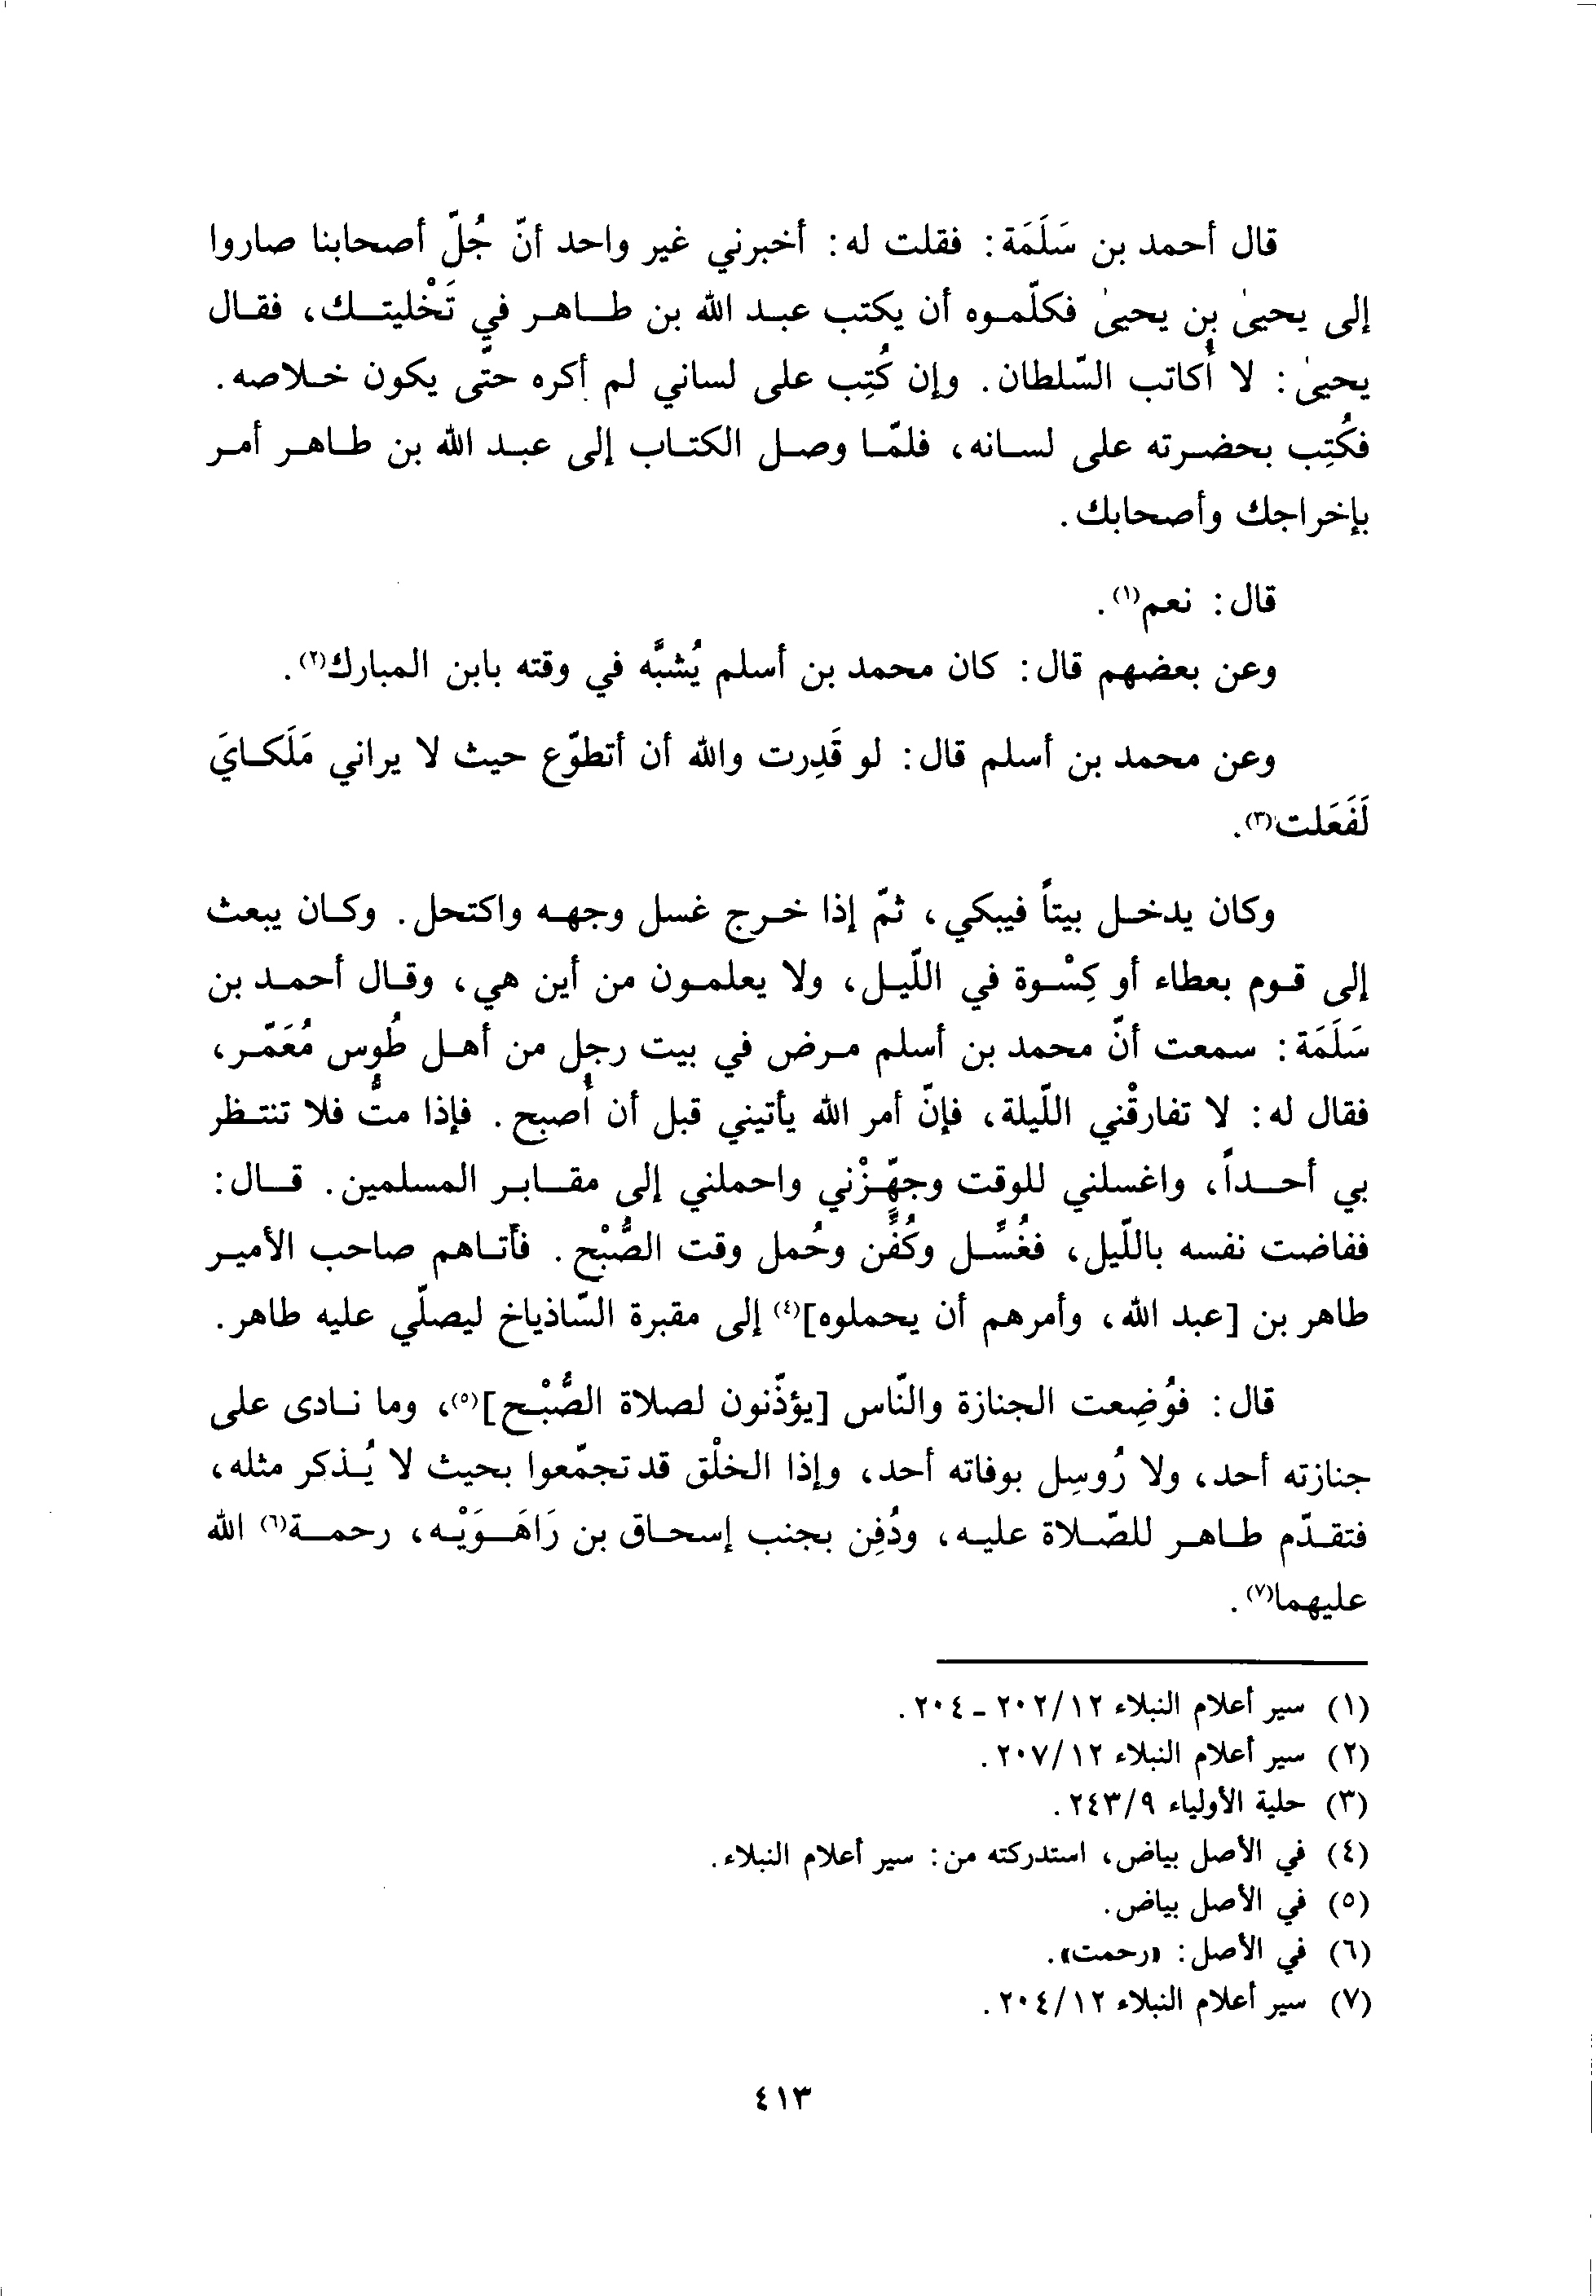 قال أحمد بن سَلَمَة: فقلت له: أخبرني غير واحد أنّ جُلّ أصحابنا صاروا
إلى يحيىٰ بن يحيىٰ فكلّموه أن يكتب عبد الله بن طاهر في تَخْليتك، فقال
يحيىٰ: لا أُكاتب السّلطان. وإن كُتِب على لساني لم أكره حتّى يكون خلاصه.
فكُتِب بحضرته على لسانه، فلمّا وصل الكتاب إلى عبد الله بن طاهر أمر
بإخراجك وأصحابك.
قال: نعم(١).
وعن بعضهم قال: كان محمد بن أسلم يُشبَّه في وقته بابن المبارك(٢).
وعن محمد بن أسلم قال: لو قَدِرت والله أن أتطوّع حيث لا يراني مَلَكايَ
لَفَعَلت(٣).
وكان يدخل بيتاً فيبكي، ثمّ إذا خرج غسل وجهه واكتحل. وكان يبعث
إلى قوم بعطاء أو كِسْوة في اللّيل، ولا يعلمون من أين هي، وقال أحمد بن
سَلَمَة: سمعت أنّ محمد بن أسلم مرض في بيت رجل من أهل طُوس مُعَمَّر،
فقال له: لا تفارقْني اللّيلة، فإنّ أمر الله يأتيني قبل أن أُصبح. فإذا متُّ فلا تنتظر
بي أحداً، واغسلني للوقت وجهّزْني واحملني إلى مقابر المسلمين. قال:
ففاضت نفسه باللّيل، فغُسِّل وكُفِّن وحُمل وقت الصُّبْح. فأتاهم صاحب الأمير
طاهر بن [عبد الله، وأمرهم أن يحملوه](٤) إلى مقبرة السّاذياخ ليصلّي عليه طاهر.
قال: فوُضِعت الجنازة والنّاس [يؤذّنون لصلاة الصُّبْح](٥)، وما نادى على
جنازته أحد، ولا رُوسِل بوفاته أحد، وإذا الخلْق قد تجمّعوا بحيث لا يُذكر مثله،
فتقدّم طاهر للصّلاة عليه، ودُفِن بجنب إسحاق بن رَاهَوَيْه، رحمة(٦) الله
عليهما(٧).
(١) سير أعلام النبلاء ٢٠٢/١٢ - ٢٠٤.
(٢) سير أعلام النبلاء ٢٠٧/١٢.
(٣) حلية الأولياء ٢٤٣/٩.
(٤) في الأصل بياض، استدركته من: سير أعلام النبلاء.
(٥) في الأصل بياض.
(٦) في الأصل: «رحمت».
(٧) سير أعلام النبلاء ٢٠٤/١٢.
٤١٣